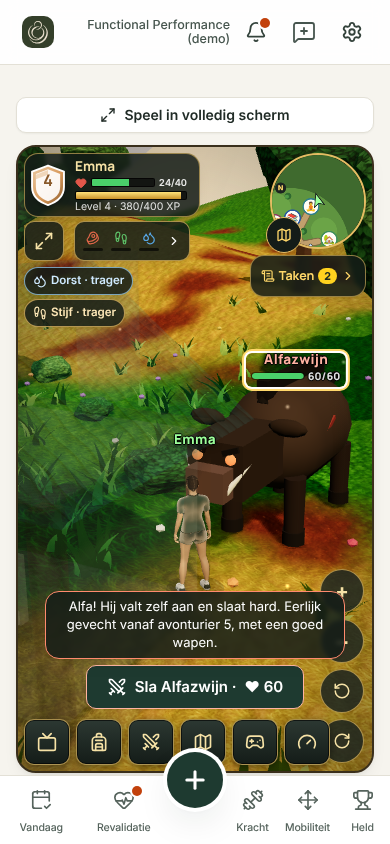 Functional Performance
(demo)
Speel in volledig scherm
4
Emma
24/40
Level 4 · 380/400 XP
N
Dorst · trager
Taken 2
Stijf · trager
Alfazwijn
60/60
Emma
Alfa! Hij valt zelf aan en slaat hard. Eerlijk
gevecht vanaf avonturier 5, met een goed
wapen.
Sla Alfazwijn · 60
Vandaag
Revalidatie
Kracht
Mobiliteit
Held